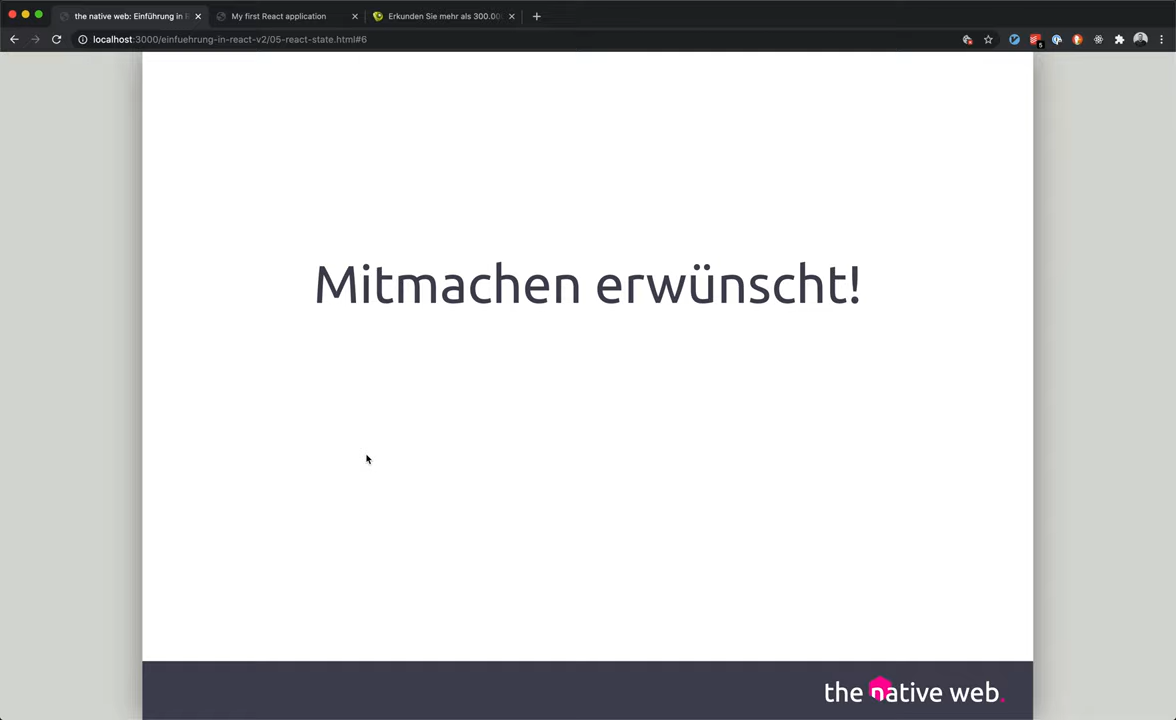 the native web: Einführung in R
My first React application
Erkunden Sie mehr als 300.00
localhost:3000/einfuehrung-in-react-v2/05-react-state.html#6
5
Mitmachen erwünscht!
the native web.